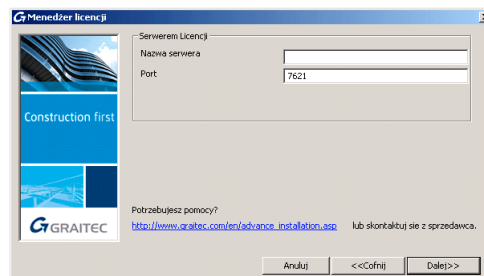 Menedżer licencji
Serwerem Licencji
Nazwa serwera
Port
7621
Construction first
GRAITEC
Potrzebujesz pomocy?
http://www.graitec.com/en/advance_installation.asp lub skontaktuj sie z sprzedawca.
Anuluj
<<Cofnij
Dalej>>